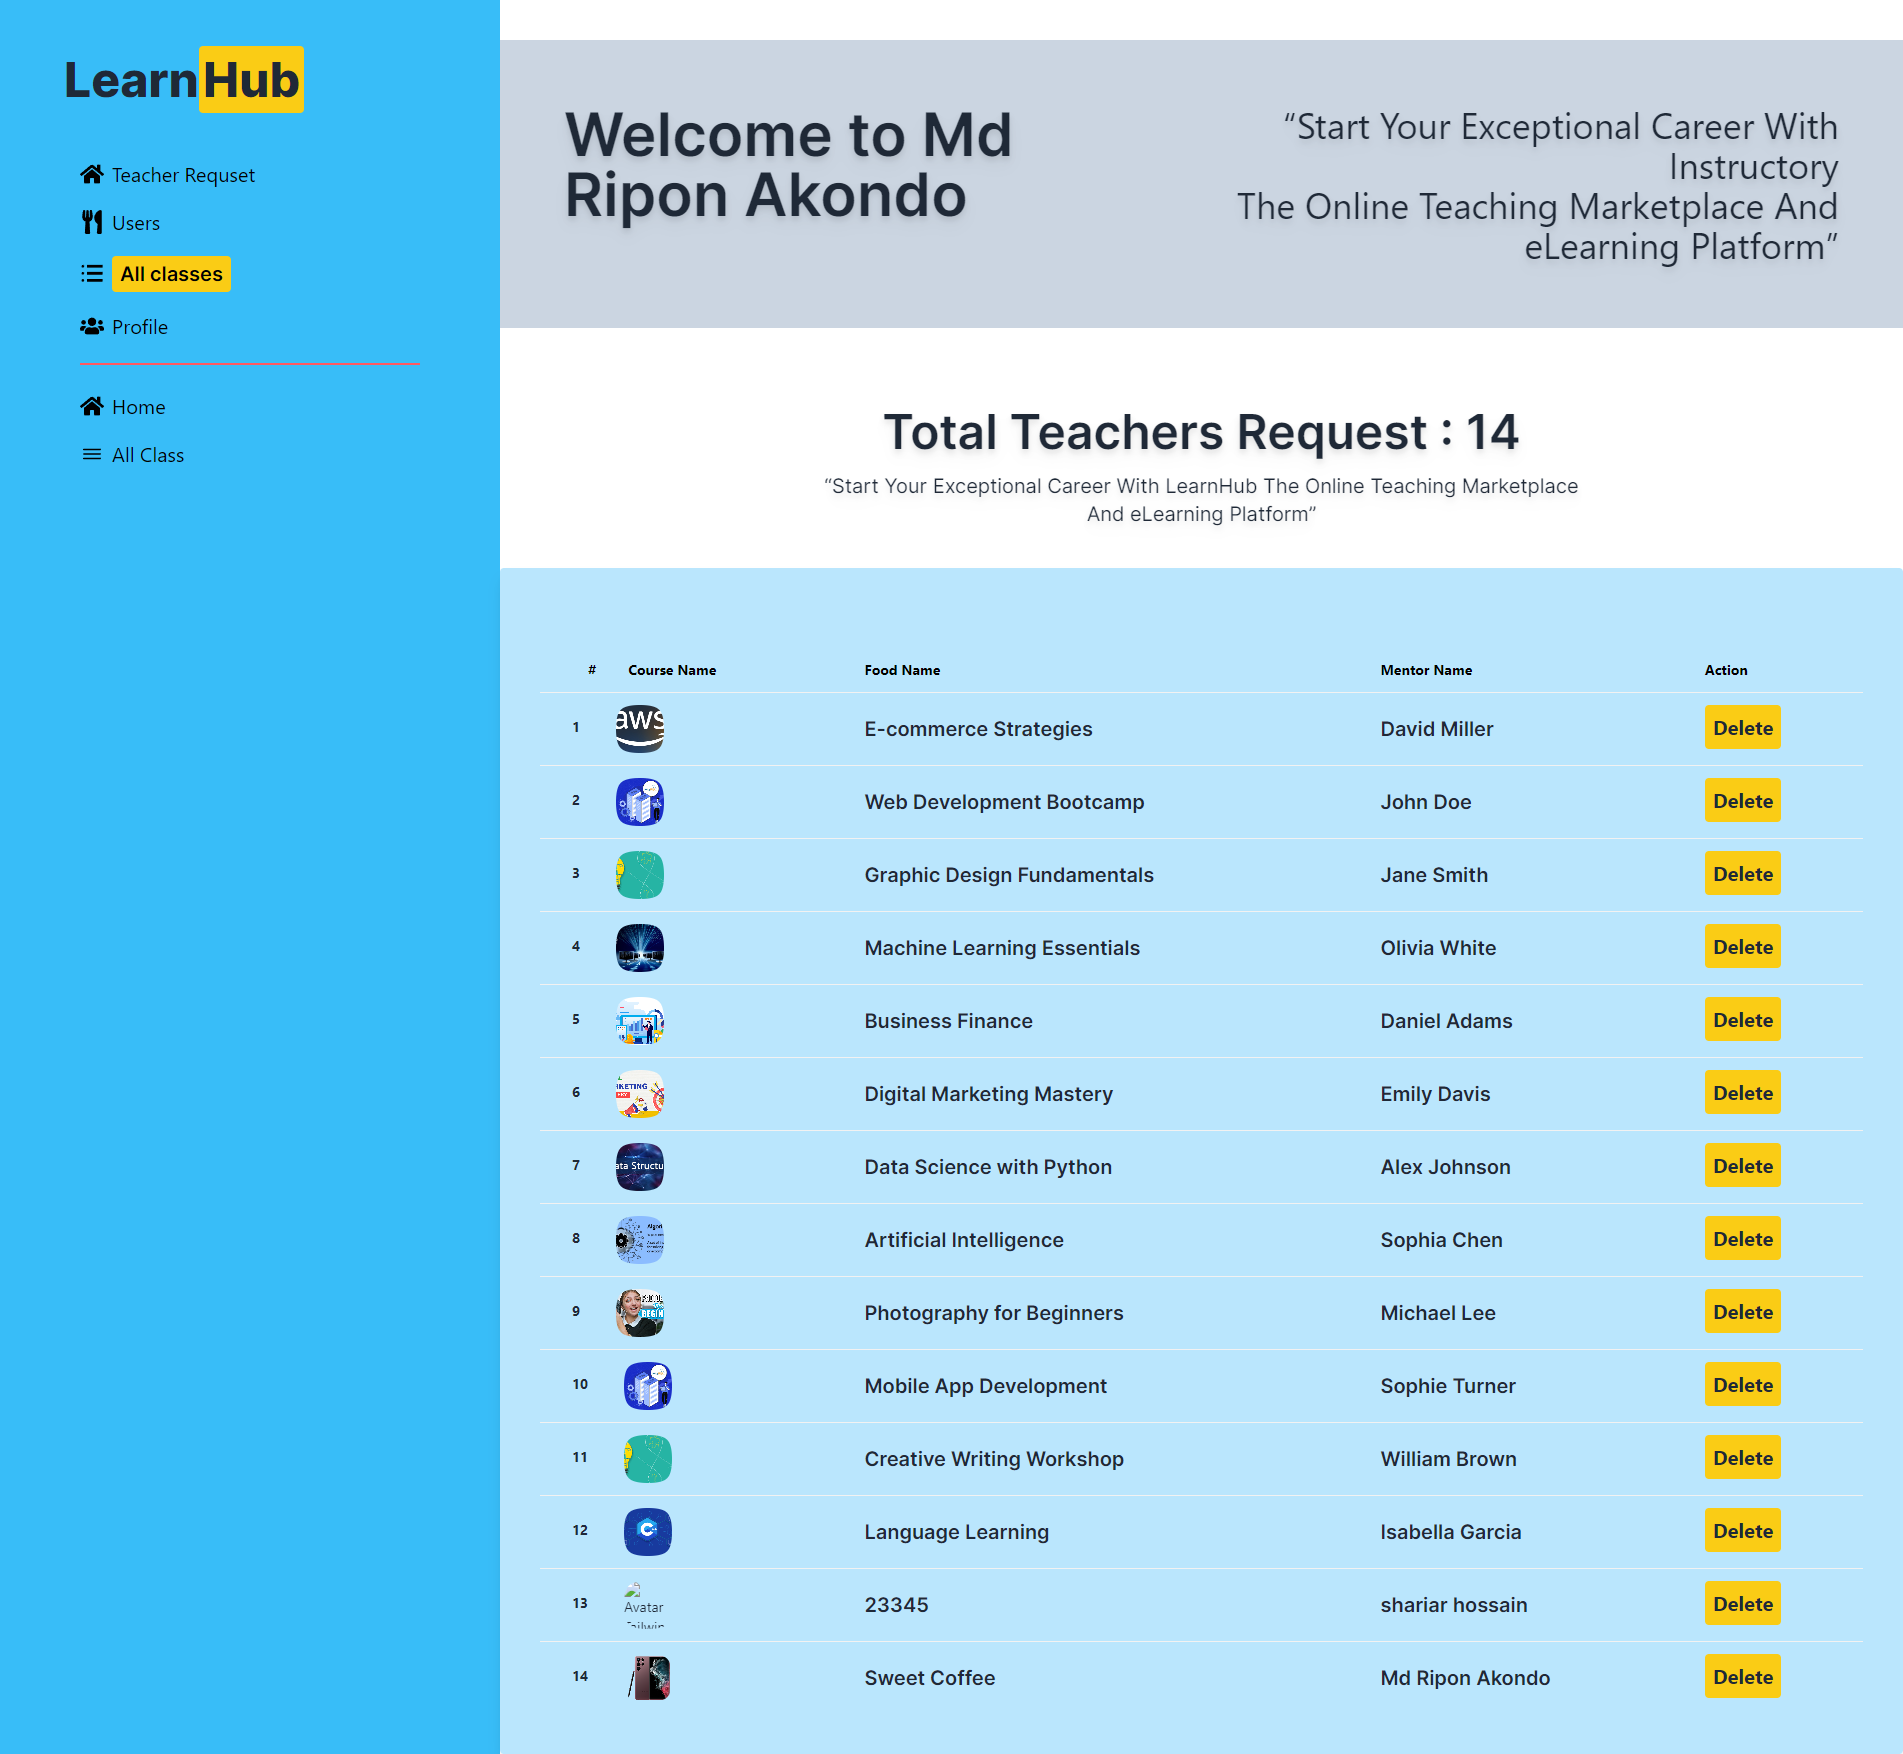 LearnHub
Teacher Requset
Users
All classes
Profile
Home
All Class
Welcome to Md
Ripon Akondo
“Start Your Exceptional Career With
Instructory
The Online Teaching Marketplace And
eLearning Platform”
Total Teachers Request : 14
“Start Your Exceptional Career With LearnHub The Online Teaching Marketplace
And eLearning Platform”
# Course Name Food Name Mentor Name Action
1 aws E-commerce Strategies David Miller Delete
2 Web Development Bootcamp John Doe Delete
3 Graphic Design Fundamentals Jane Smith Delete
4 Machine Learning Essentials Olivia White Delete
5 Business Finance Daniel Adams Delete
6 RKETING Digital Marketing Mastery Emily Davis Delete
7 ata Structu Data Science with Python Alex Johnson Delete
8 Algori Artificial Intelligence Sophia Chen Delete
9 BEGIN Photography for Beginners Michael Lee Delete
10 Mobile App Development Sophie Turner Delete
11 Creative Writing Workshop William Brown Delete
12 C Language Learning Isabella Garcia Delete
13 Avatar 23345 shariar hossain Delete
14 Sweet Coffee Md Ripon Akondo Delete